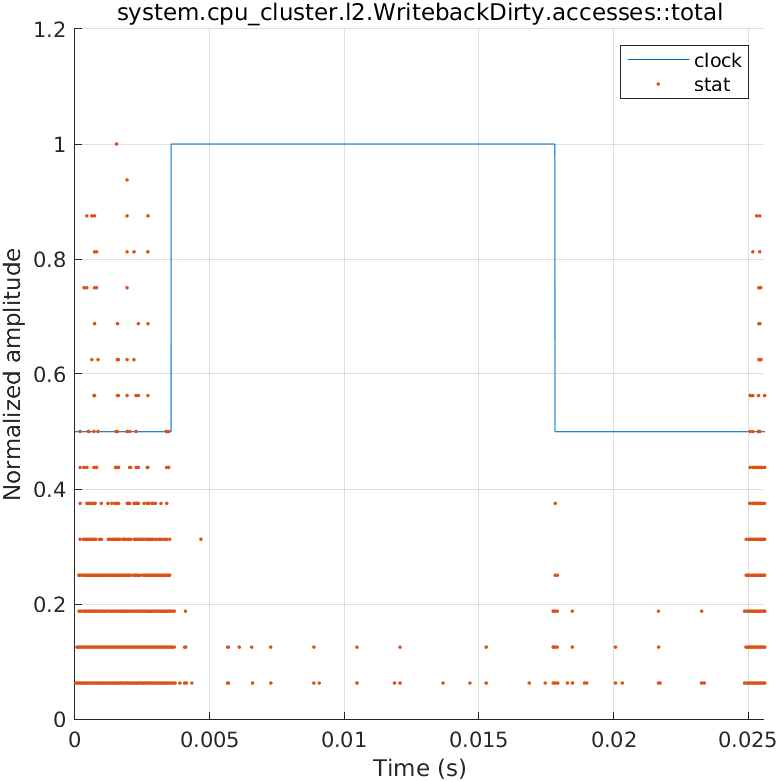 system.cpu_cluster.l2.WritebackDirty.accesses::total
1.2
clock
stat
1
0.8
Normalized amplitude
0.6
0.4
0.2
0
0 0.005 0.01 0.015 0.02 0.025
Time (s)